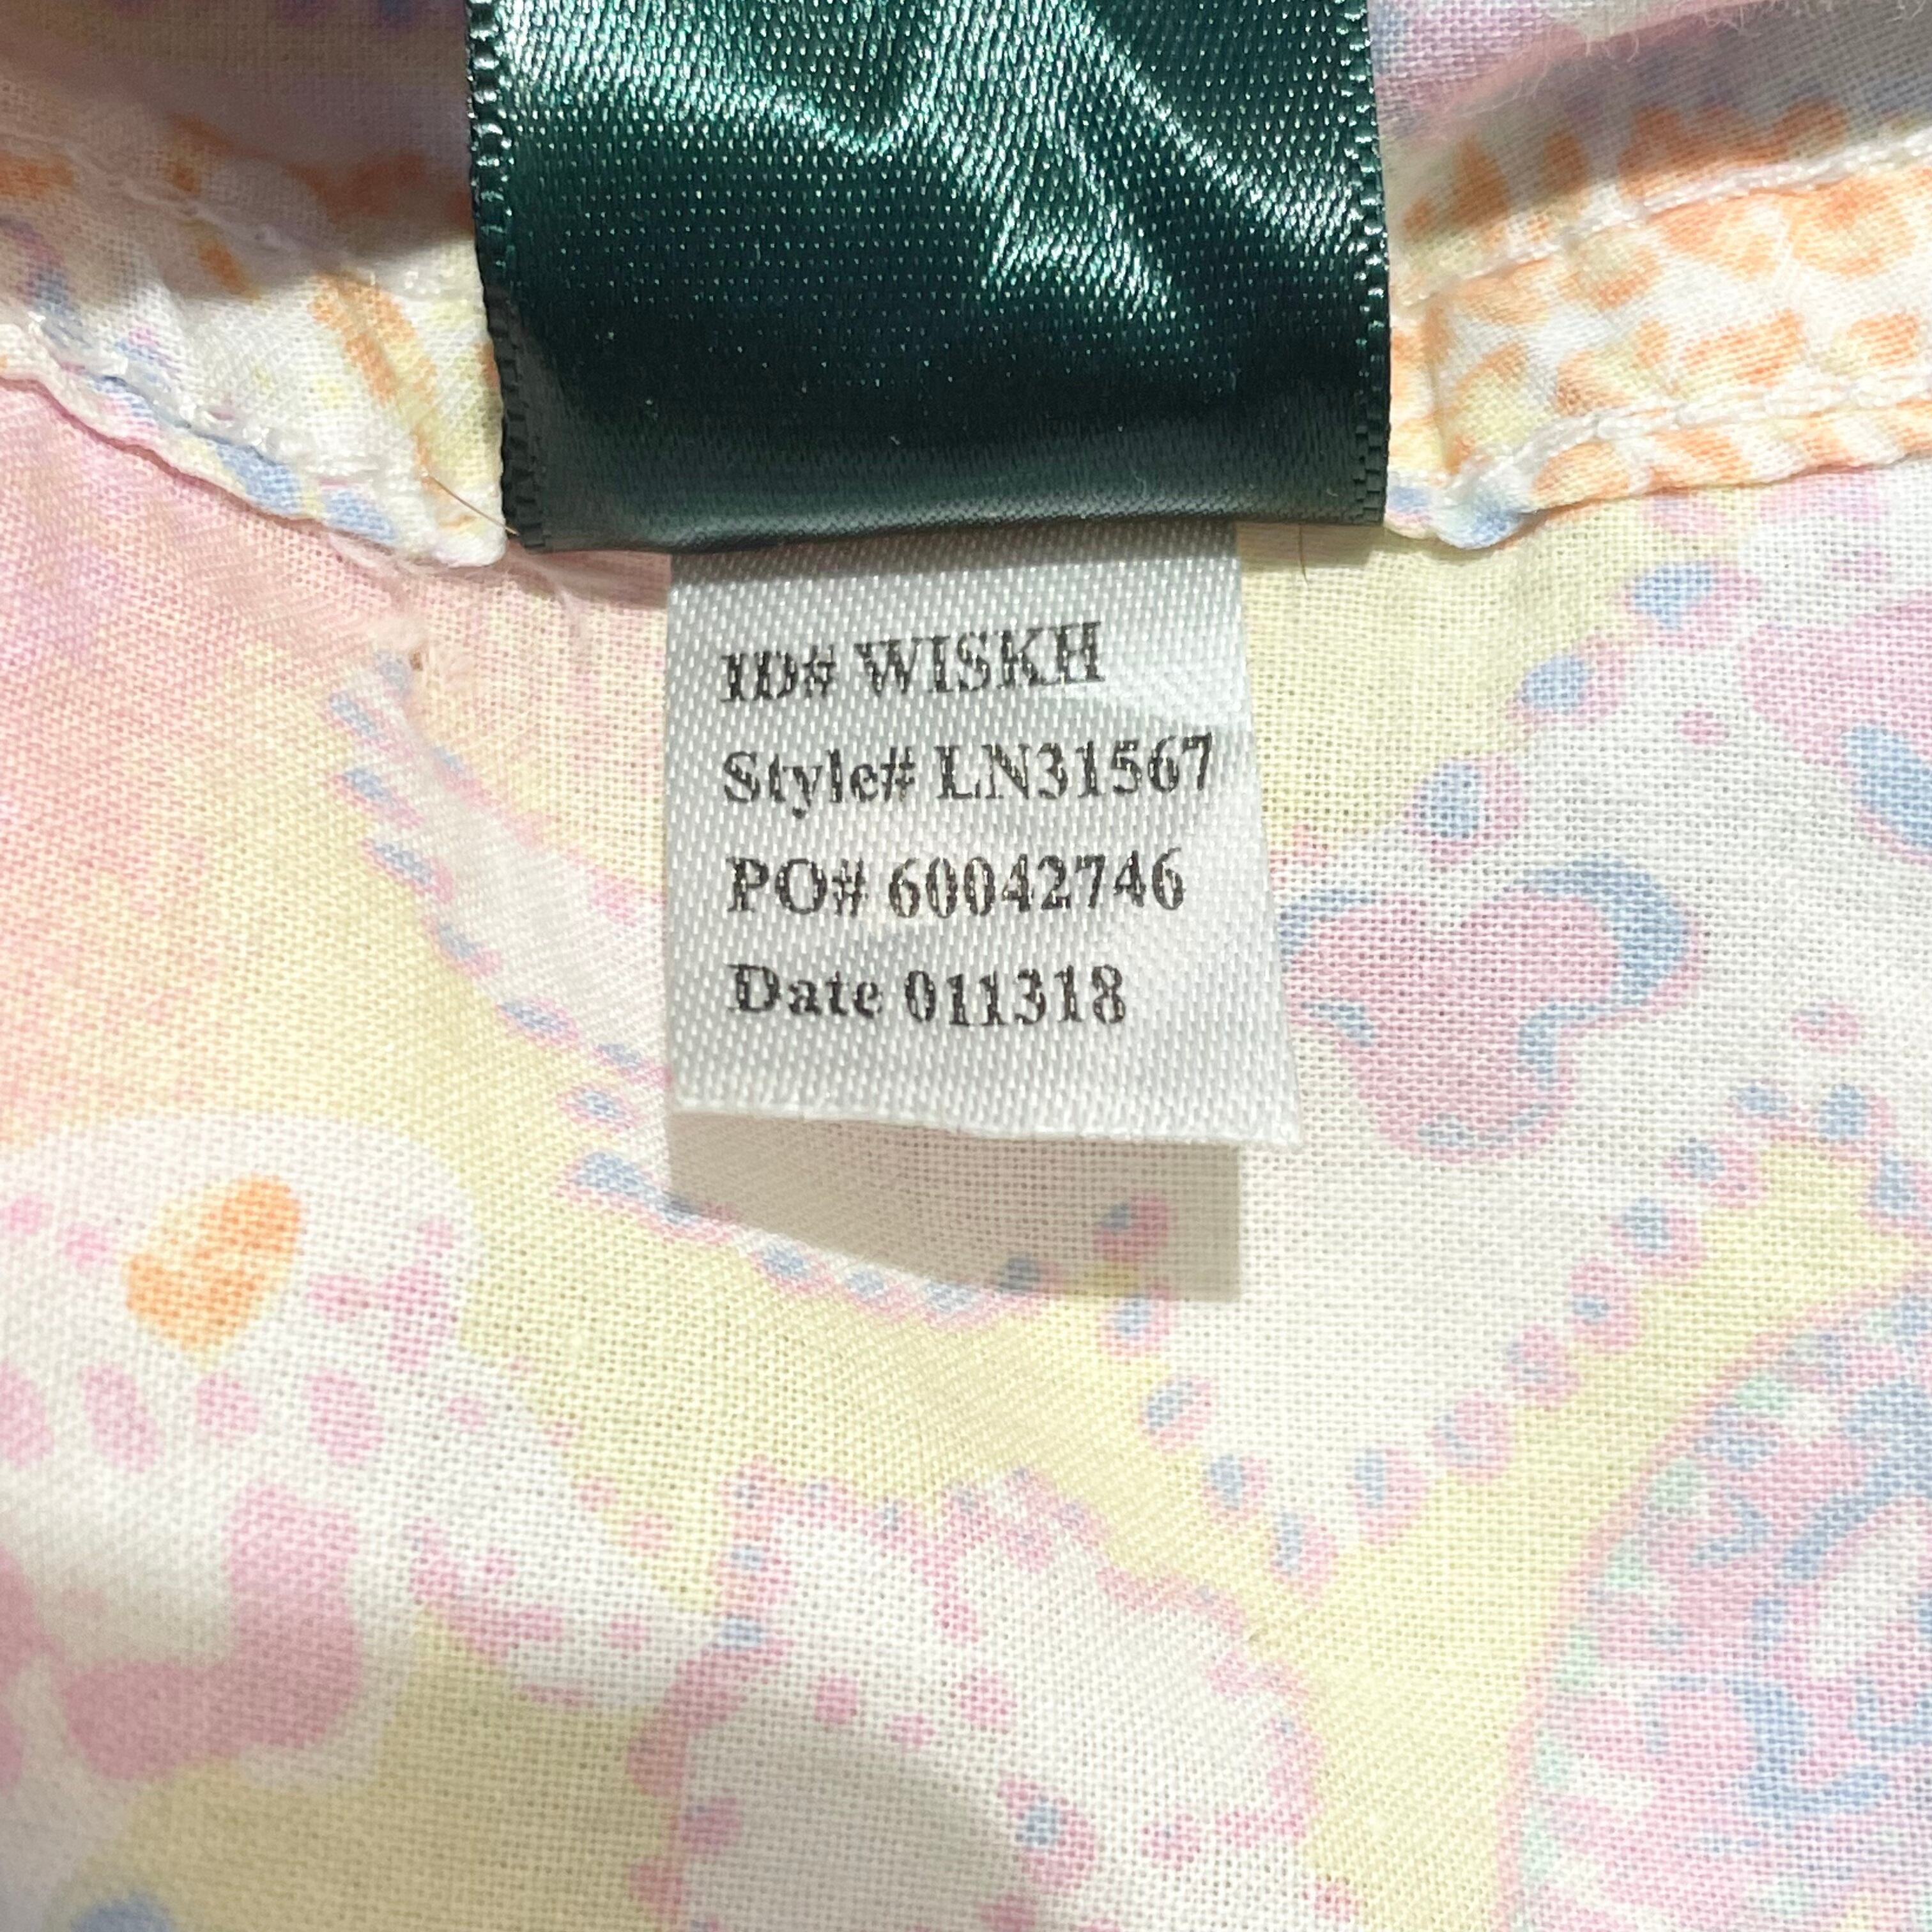 ID# WISKH
Style# LN31567
PO# 60042746
Date 011318